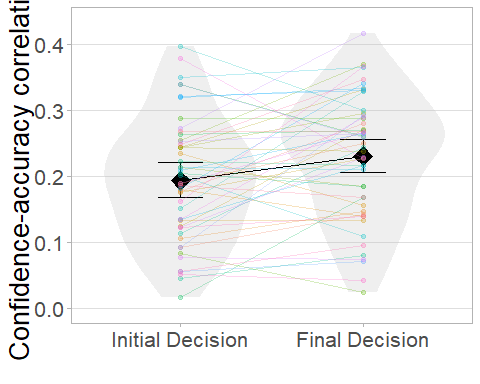 Confidence-accuracy correlati
0.4
0.3
0.2
0.1
0.0
Initial Decision
Final Decision